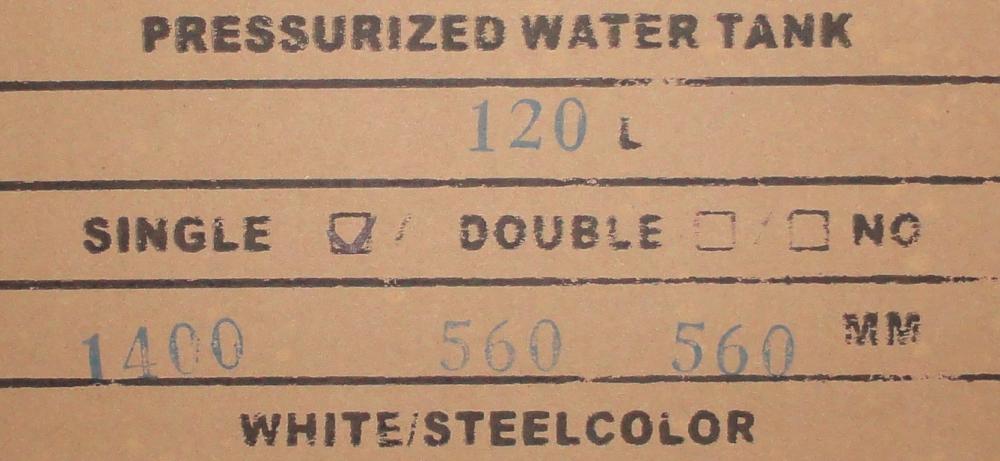 PRESSURIZED WATER TANK
120 L
SINGLE ☑ / DOUBLE ☐ / ☐ NO
1400 560 560 MM
WHITE/STEELCOLOR